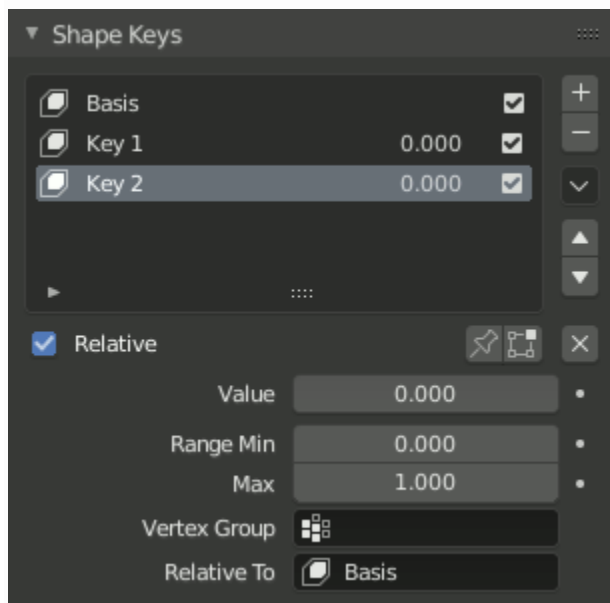 Shape Keys
Basis
Key 1 0.000
Key 2 0.000
Relative
Value 0.000
Range Min 0.000
Max 1.000
Vertex Group
Relative To Basis